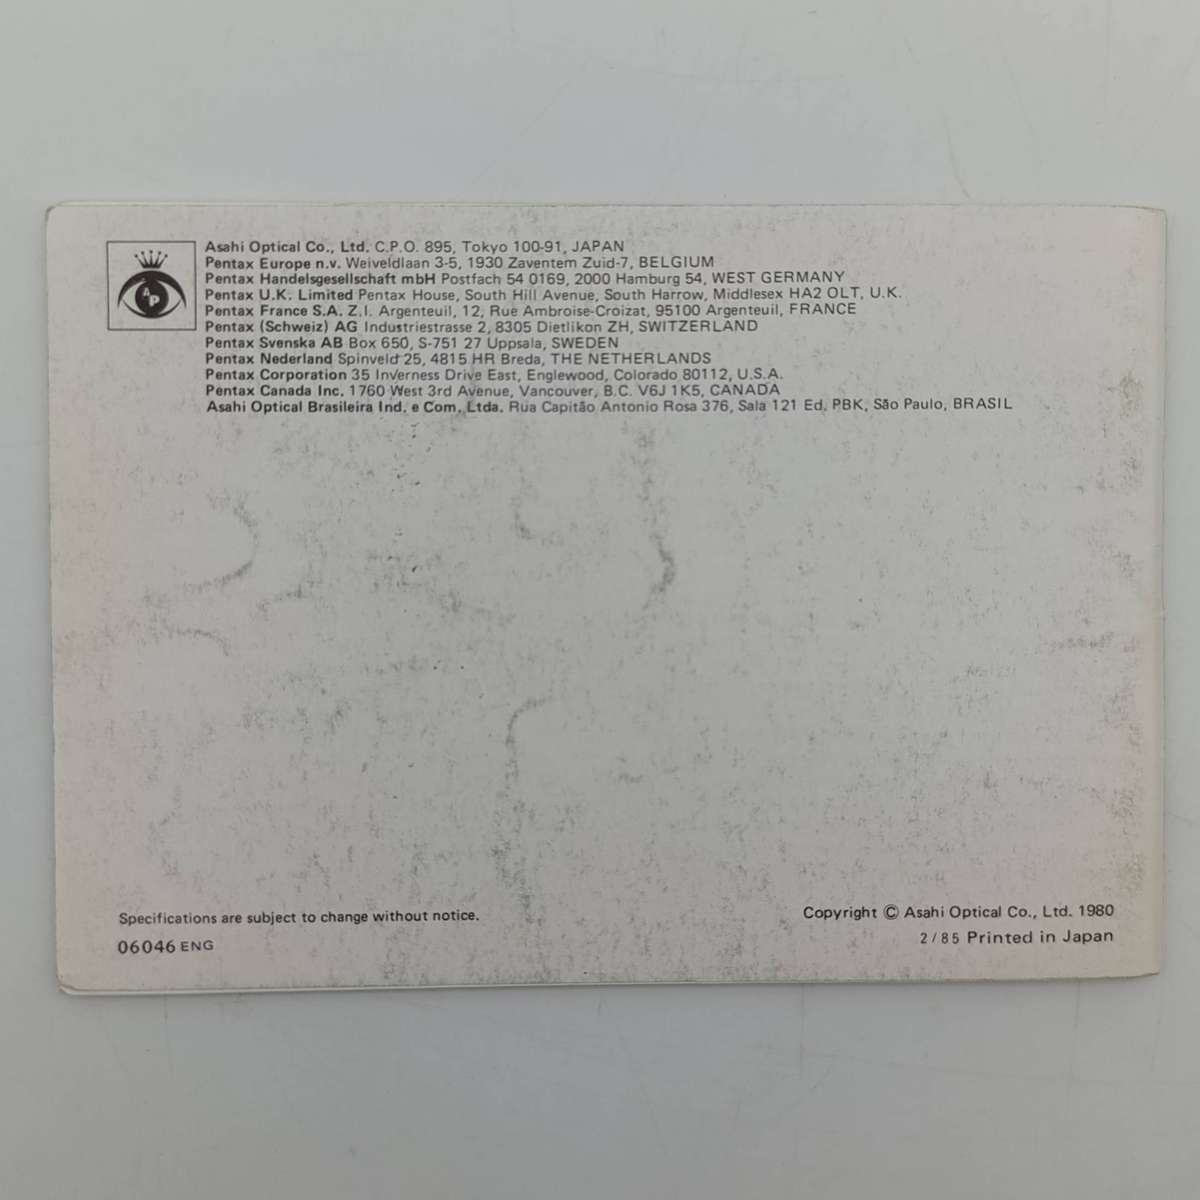 AP
Asahi Optical Co., Ltd. C.P.O. 895, Tokyo 100-91, JAPAN
Pentax Europe n.v. Weiveldlaan 3-5, 1930 Zaventem Zuid-7, BELGIUM
Pentax Handelsgesellschaft mbH Postfach 54 0169, 2000 Hamburg 54, WEST GERMANY
Pentax U.K. Limited Pentax House, South Hill Avenue, South Harrow, Middlesex HA2 OLT, U.K.
Pentax France S.A. Z.I. Argenteuil, 12, Rue Ambroise-Croizat, 95100 Argenteuil, FRANCE
Pentax (Schweiz) AG Industriestrasse 2, 8305 Dietlikon ZH, SWITZERLAND
Pentax Svenska AB Box 650, S-751 27 Uppsala, SWEDEN
Pentax Nederland Spinveld 25, 4815 HR Breda, THE NETHERLANDS
Pentax Corporation 35 Inverness Drive East, Englewood, Colorado 80112, U.S.A.
Pentax Canada Inc. 1760 West 3rd Avenue, Vancouver, B.C. V6J 1K5, CANADA
Asahi Optical Brasileira Ind. e Com. Ltda. Rua Capitão Antonio Rosa 376, Sala 121 Ed. PBK, São Paulo, BRASIL
Specifications are subject to change without notice.
Copyright © Asahi Optical Co., Ltd. 1980
06046 ENG
2/85 Printed in Japan